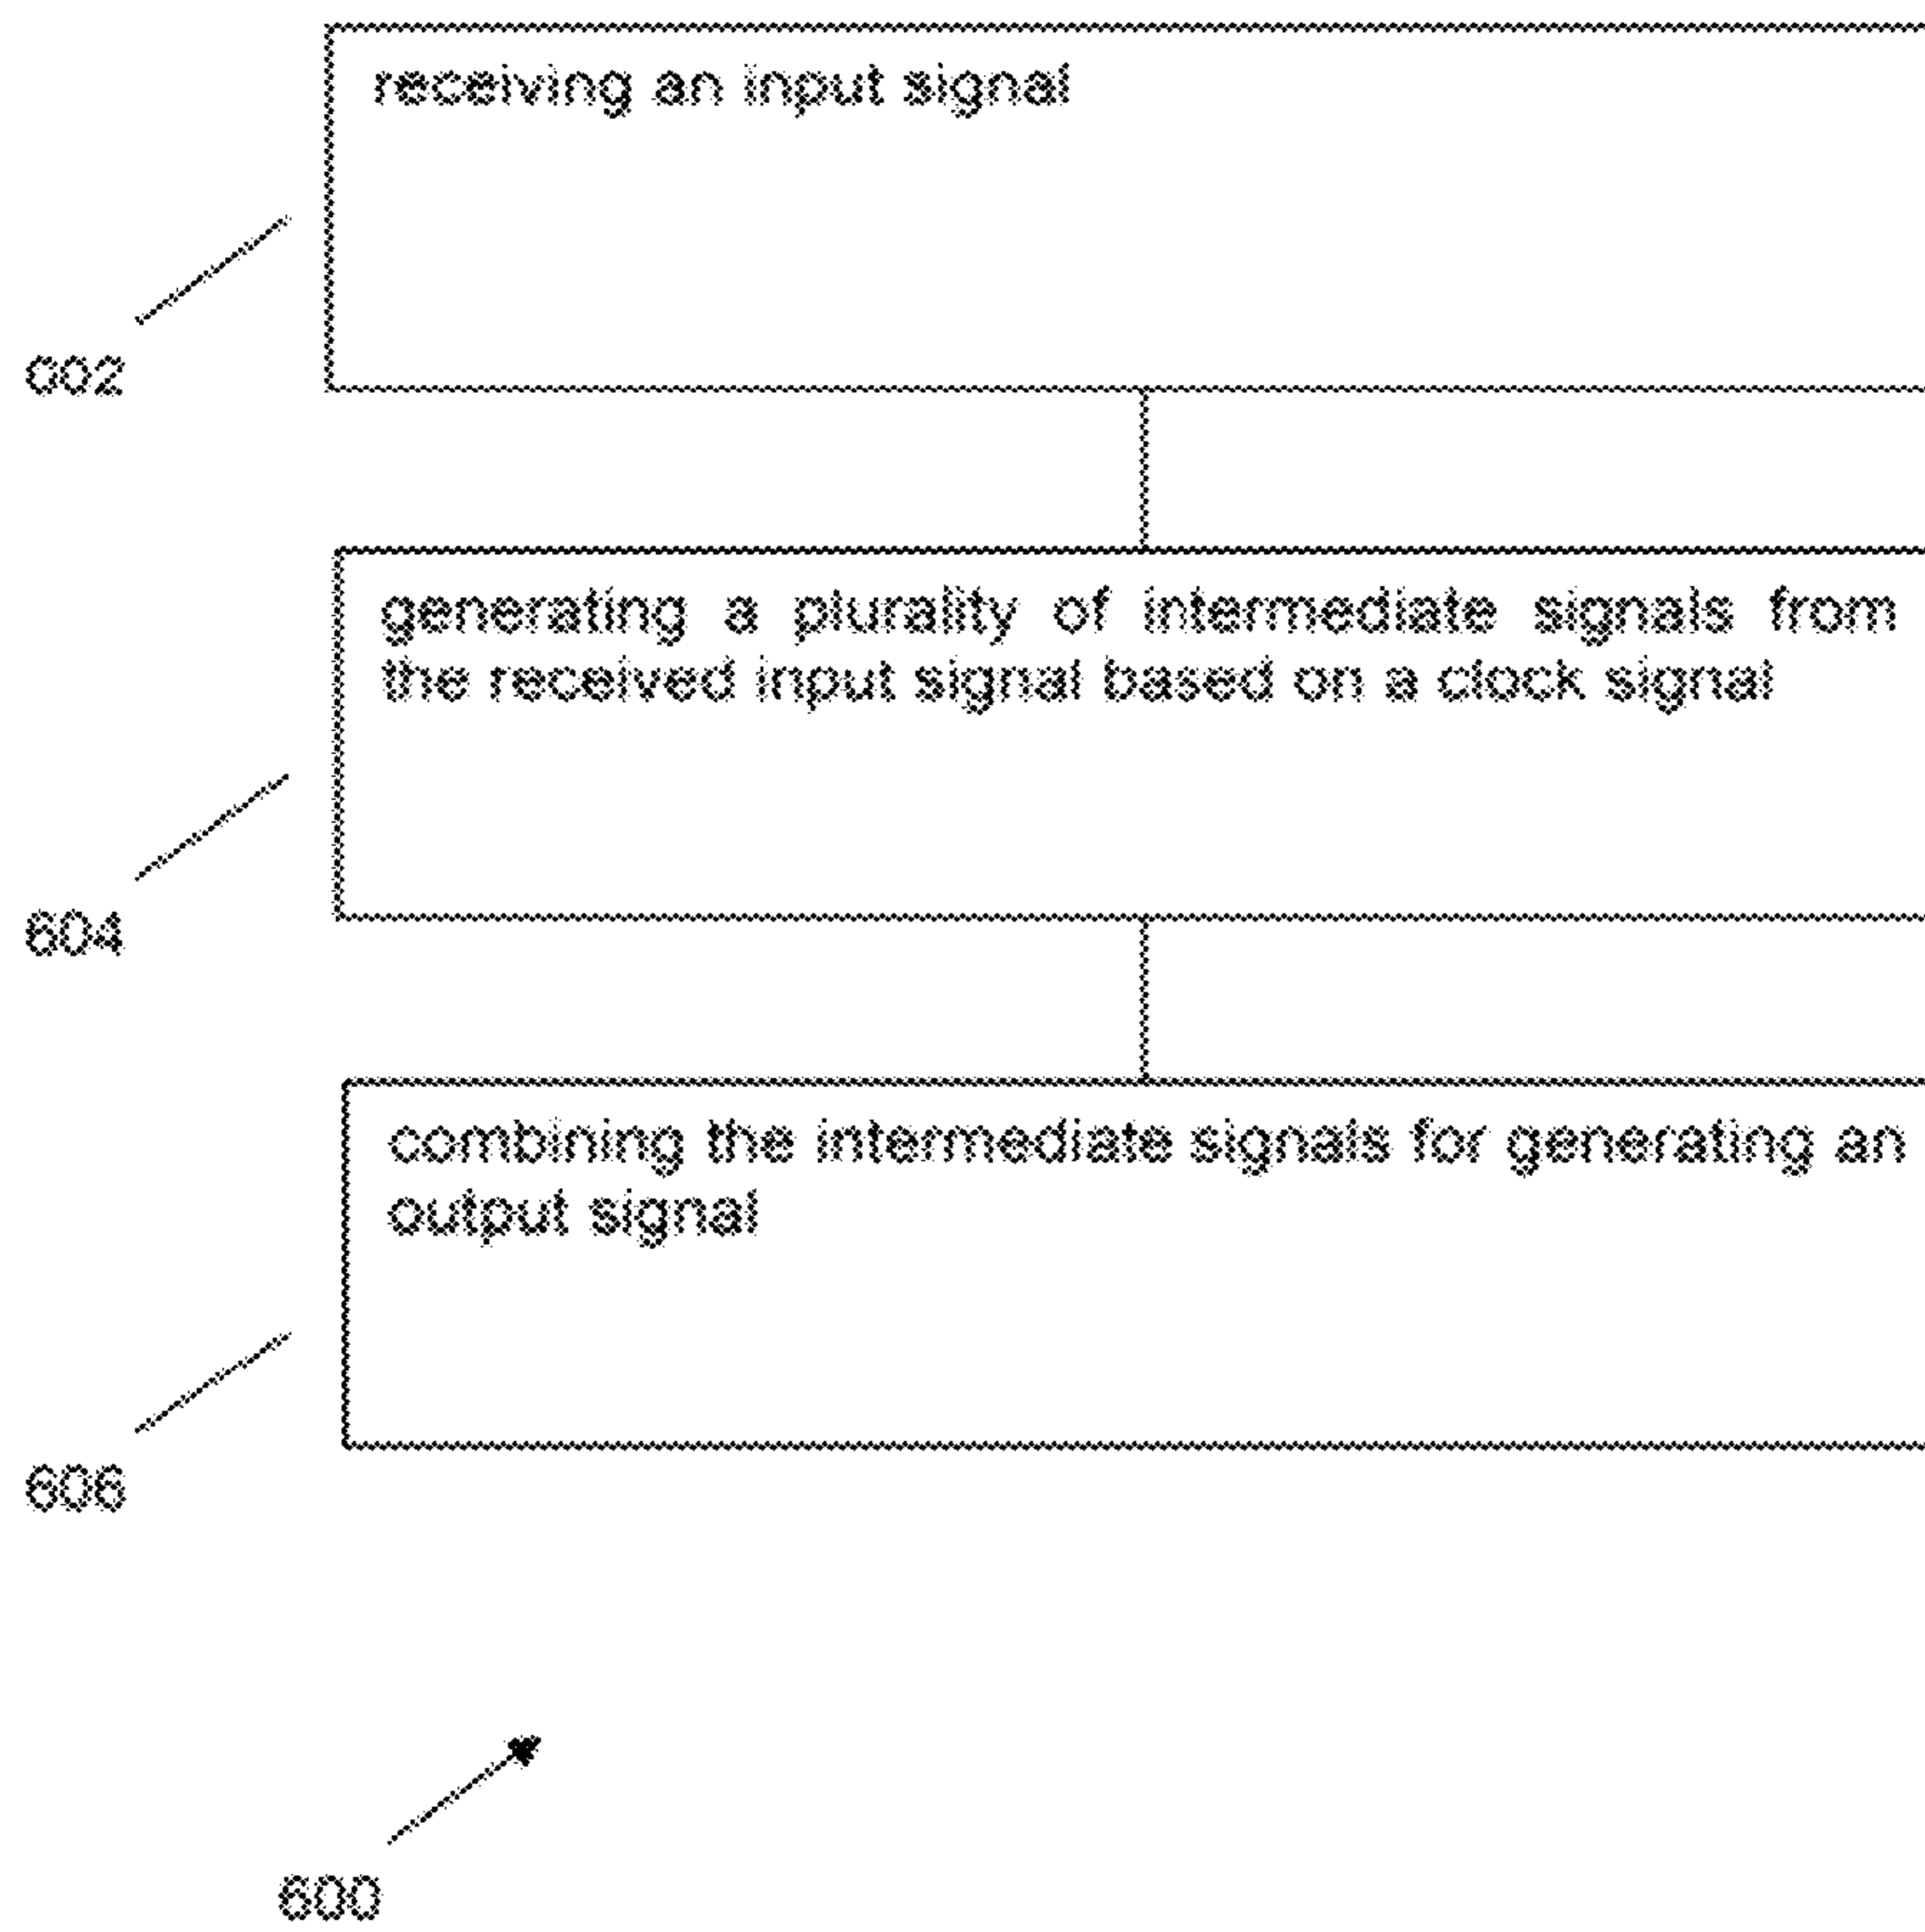 receiving an input signal
602
generating a plurality of intermediate signals from
the received input signal based on a clock signal
604
combining the intermediate signals for generating an
output signal
606
600